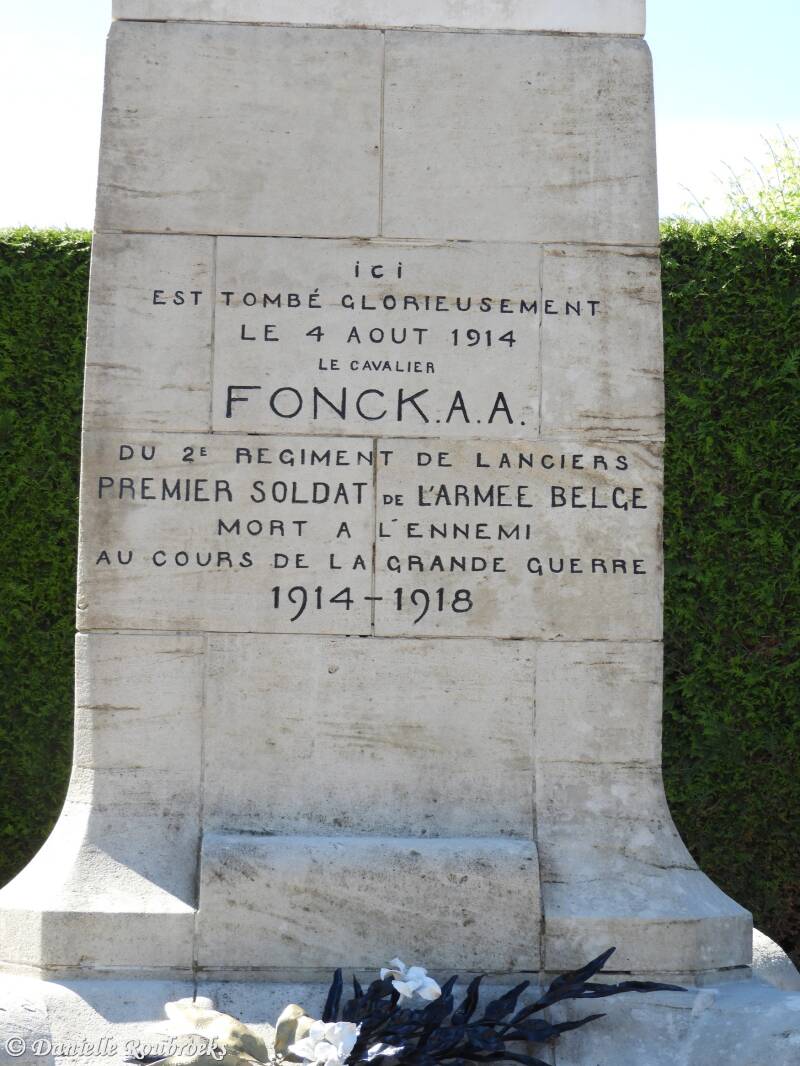 ICI
EST TOMBÉ GLORIEUSEMENT
LE 4 AOUT 1914
LE CAVALIER
FONCK.A.A.
DU 2E REGIMENT DE LANCIERS
PREMIER SOLDAT DE L'ARMEE BELGE
MORT A L'ENNEMI
AU COURS DE LA GRANDE GUERRE
1914-1918
© Danielle Roubroeks